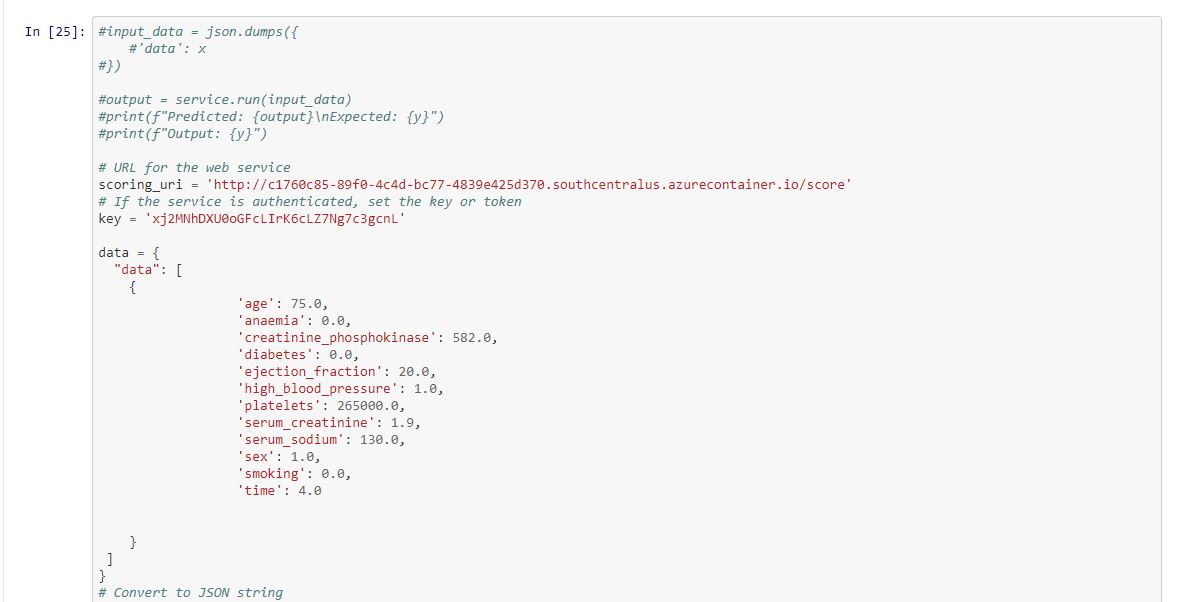 In [25]: #input_data = json.dumps({
#'data': x
#})
#output = service.run(input_data)
#print(f"Predicted: {output}\nExpected: {y}")
#print(f"Output: {y}")
# URL for the web service
scoring_uri = 'http://c1760c85-89f0-4c4d-bc77-4839e425d370.southcentralus.azurecontainer.io/score'
# If the service is authenticated, set the key or token
key = 'xj2MNhDXU0oGFcLIrK6cLZ7Ng7c3gcnL'
data = {
"data": [
{
'age': 75.0,
'anaemia': 0.0,
'creatinine_phosphokinase': 582.0,
'diabetes': 0.0,
'ejection_fraction': 20.0,
'high_blood_pressure': 1.0,
'platelets': 265000.0,
'serum_creatinine': 1.9,
'serum_sodium': 130.0,
'sex': 1.0,
'smoking': 0.0,
'time': 4.0
}
]
}
# Convert to JSON string